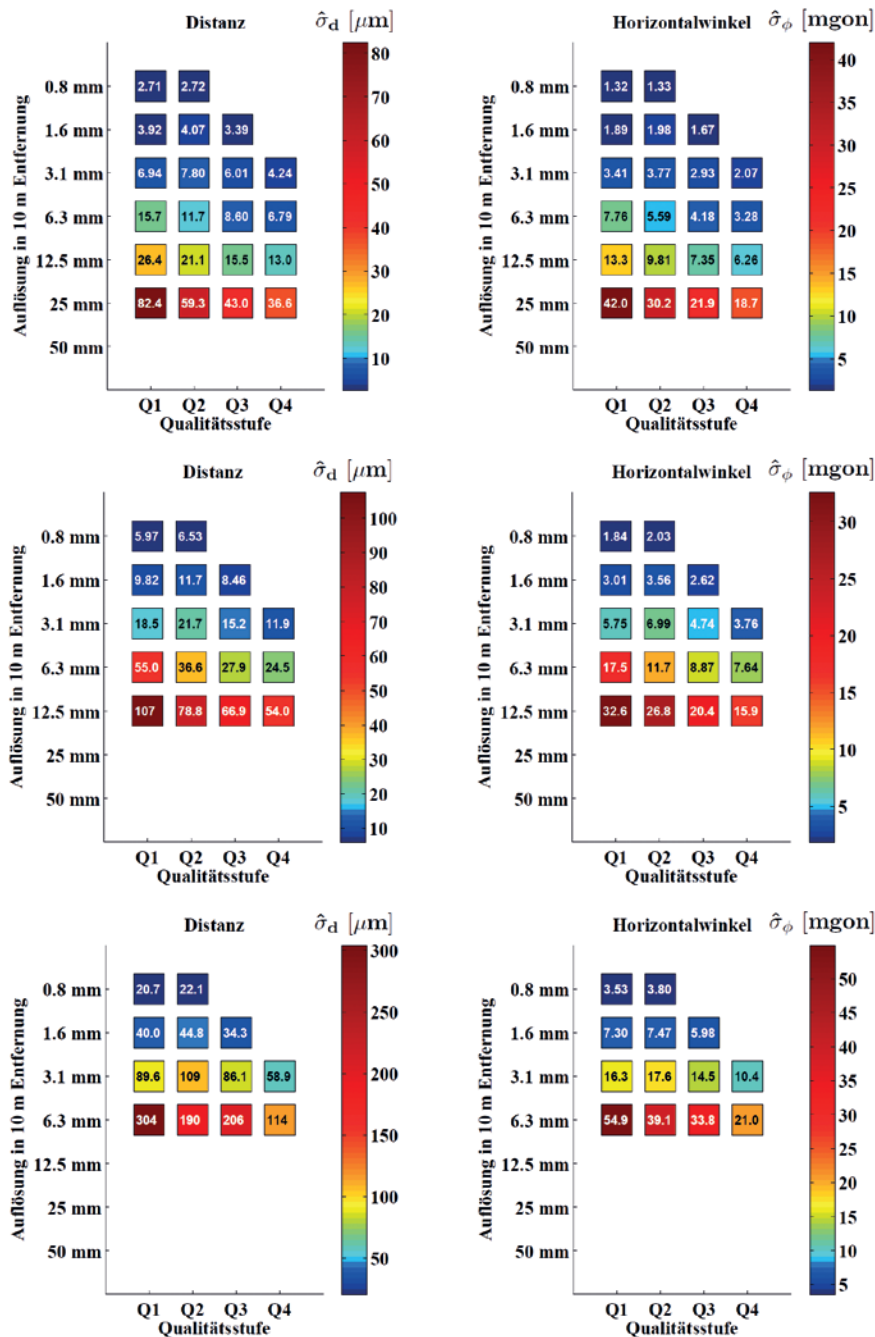 Distanz
σ̂d [μm]
Auflösung in 10 m Entfernung
0.8 mm 2.71 2.72
1.6 mm 3.92 4.07 3.39
3.1 mm 6.94 7.80 6.01 4.24
6.3 mm 15.7 11.7 8.60 6.79
12.5 mm 26.4 21.1 15.5 13.0
25 mm 82.4 59.3 43.0 36.6
50 mm
Q1 Q2 Q3 Q4
Qualitätsstufe
80
70
60
50
40
30
20
10
Horizontalwinkel
σ̂ϕ [mgon]
Auflösung in 10 m Entfernung
0.8 mm 1.32 1.33
1.6 mm 1.89 1.98 1.67
3.1 mm 3.41 3.77 2.93 2.07
6.3 mm 7.76 5.59 4.18 3.28
12.5 mm 13.3 9.81 7.35 6.26
25 mm 42.0 30.2 21.9 18.7
50 mm
Q1 Q2 Q3 Q4
Qualitätsstufe
40
35
30
25
20
15
10
5
Distanz
σ̂d [μm]
Auflösung in 10 m Entfernung
0.8 mm 5.97 6.53
1.6 mm 9.82 11.7 8.46
3.1 mm 18.5 21.7 15.2 11.9
6.3 mm 55.0 36.6 27.9 24.5
12.5 mm 107 78.8 66.9 54.0
25 mm
50 mm
Q1 Q2 Q3 Q4
Qualitätsstufe
100
90
80
70
60
50
40
30
20
10
Horizontalwinkel
σ̂ϕ [mgon]
Auflösung in 10 m Entfernung
0.8 mm 1.84 2.03
1.6 mm 3.01 3.56 2.62
3.1 mm 5.75 6.99 4.74 3.76
6.3 mm 17.5 11.7 8.87 7.64
12.5 mm 32.6 26.8 20.4 15.9
25 mm
50 mm
Q1 Q2 Q3 Q4
Qualitätsstufe
30
25
20
15
10
5
Distanz
σ̂d [μm]
Auflösung in 10 m Entfernung
0.8 mm 20.7 22.1
1.6 mm 40.0 44.8 34.3
3.1 mm 89.6 109 86.1 58.9
6.3 mm 304 190 206 114
12.5 mm
25 mm
50 mm
Q1 Q2 Q3 Q4
Qualitätsstufe
300
250
200
150
100
50
Horizontalwinkel
σ̂ϕ [mgon]
Auflösung in 10 m Entfernung
0.8 mm 3.53 3.80
1.6 mm 7.30 7.47 5.98
3.1 mm 16.3 17.6 14.5 10.4
6.3 mm 54.9 39.1 33.8 21.0
12.5 mm
25 mm
50 mm
Q1 Q2 Q3 Q4
Qualitätsstufe
50
45
40
35
30
25
20
15
10
5